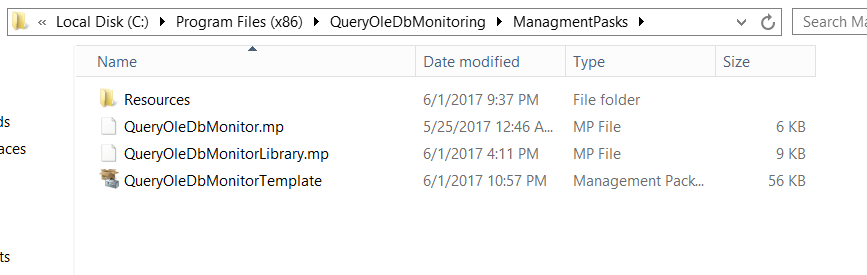 « Local Disk (C:) Program Files (x86) QueryOleDbMonitoring ManagmentPasks Search Ma
Name Date modified Type Size
Resources 6/1/2017 9:37 PM File folder
QueryOleDbMonitor.mp 5/25/2017 12:46 A... MP File 6 KB
QueryOleDbMonitorLibrary.mp 6/1/2017 4:11 PM MP File 9 KB
QueryOleDbMonitorTemplate 6/1/2017 10:57 PM Management Pack... 56 KB
ds
aces
ts